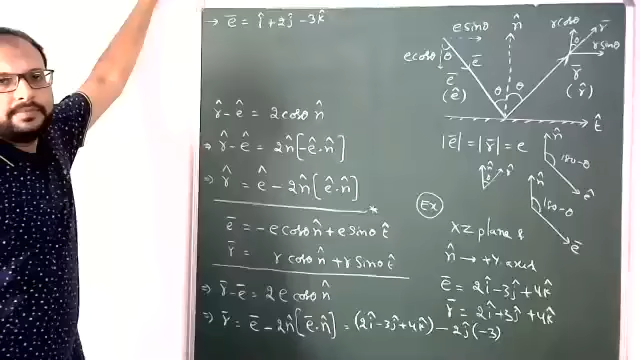 → e̅ = î + 2ĵ - 3k̂
r̂ - ê = 2cosθ n̂
⇒ r̂ - ê = 2n̂[-ê.n̂]
⇒ r̂ = ê - 2n̂[ê.n̂]
*
e̅ = -e cosθ n̂ + e sinθ t̂
r̅ = r cosθ n̂ + r sinθ t̂
⇒ r̅ - e̅ = 2e cosθ n̂
⇒ r̅ = e̅ - 2n̂[e̅.n̂] = (2î - 3ĵ + 4k̂) - 2ĵ(-3)
e sinθ
n̂
r cosθ
r̅
e cosθ
θ
e̅
θ
r sinθ
e̅
(ê)
θ
θ
r̅
(r̂)
t̂
|e̅| = |r̅| = e
n̂
180-θ
ê
n̂
θ
r̂
n̂
180-θ
e̅
Ex
XZ plane &
n̂ → +Y axis
e̅ = 2î - 3ĵ + 4k̂
r̅ = 2î + 3ĵ + 4k̂